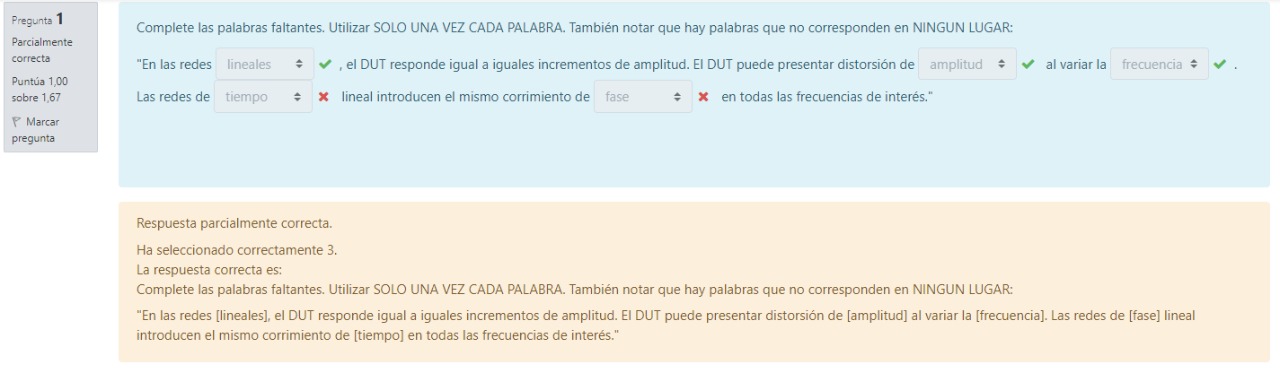 Pregunta 1
Parcialmente
correcta
Puntúa 1,00
sobre 1,67
Marcar
pregunta
Complete las palabras faltantes. Utilizar SOLO UNA VEZ CADA PALABRA. También notar que hay palabras que no corresponden en NINGUN LUGAR:
"En las redes lineales , el DUT responde igual a iguales incrementos de amplitud. El DUT puede presentar distorsión de amplitud al variar la frecuencia .
Las redes de tiempo lineal introducen el mismo corrimiento de fase en todas las frecuencias de interés."
Respuesta parcialmente correcta.
Ha seleccionado correctamente 3.
La respuesta correcta es:
Complete las palabras faltantes. Utilizar SOLO UNA VEZ CADA PALABRA. También notar que hay palabras que no corresponden en NINGUN LUGAR:
"En las redes [lineales], el DUT responde igual a iguales incrementos de amplitud. El DUT puede presentar distorsión de [amplitud] al variar la [frecuencia]. Las redes de [fase] lineal
introducen el mismo corrimiento de [tiempo] en todas las frecuencias de interés."